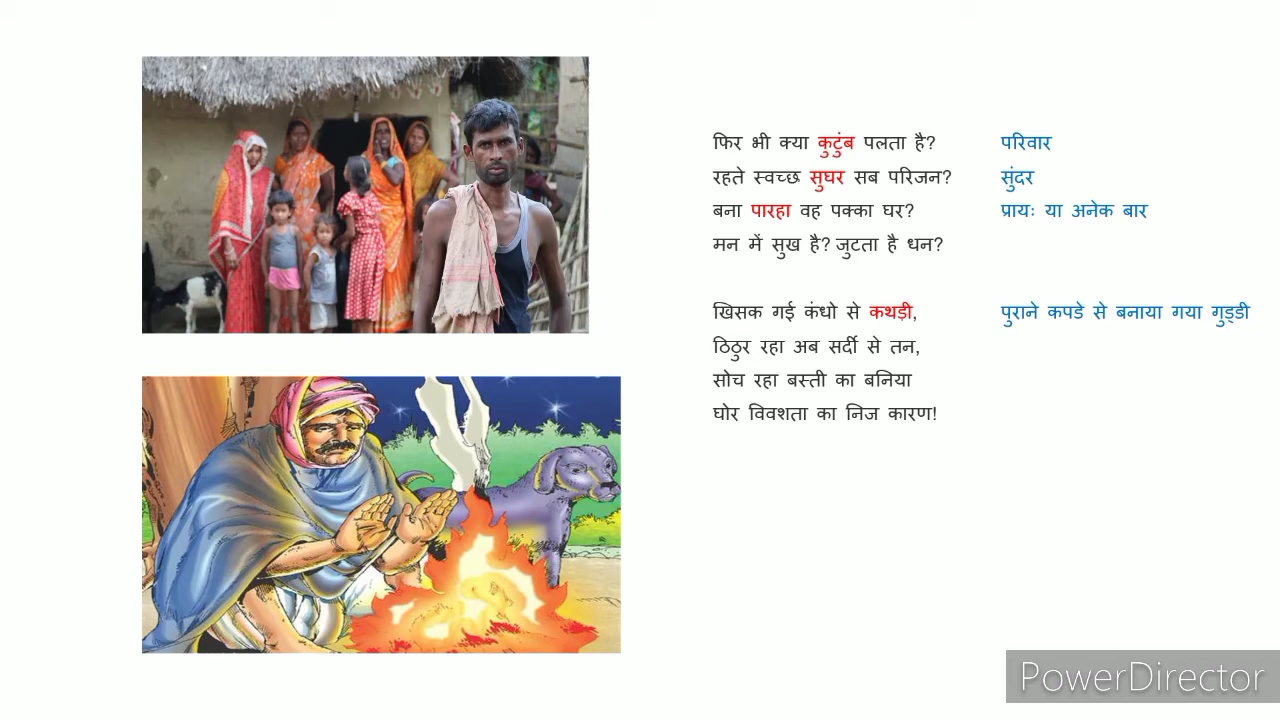 फिर भी क्या कुटुंब पलता है? परिवार
रहते स्वच्छ सुघर सब परिजन? सुंदर
बना पारहा वह पक्का घर? प्रायः या अनेक बार
मन में सुख है? जुटता है धन?
खिसक गई कंधो से कथड़ी, पुराने कपडे से बनाया गया गुड्डी
ठिठुर रहा अब सर्दी से तन,
सोच रहा बस्ती का बनिया
घोर विवशता का निज कारण!
PowerDirector